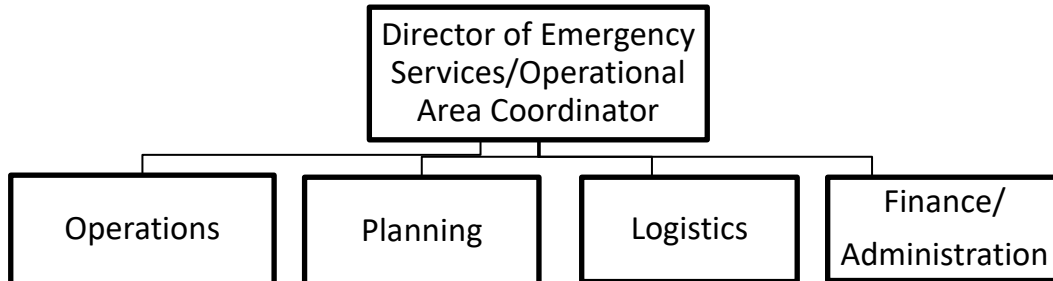 Director of Emergency
Services/Operational
Area Coordinator
Operations
Planning
Logistics
Finance/
Administration